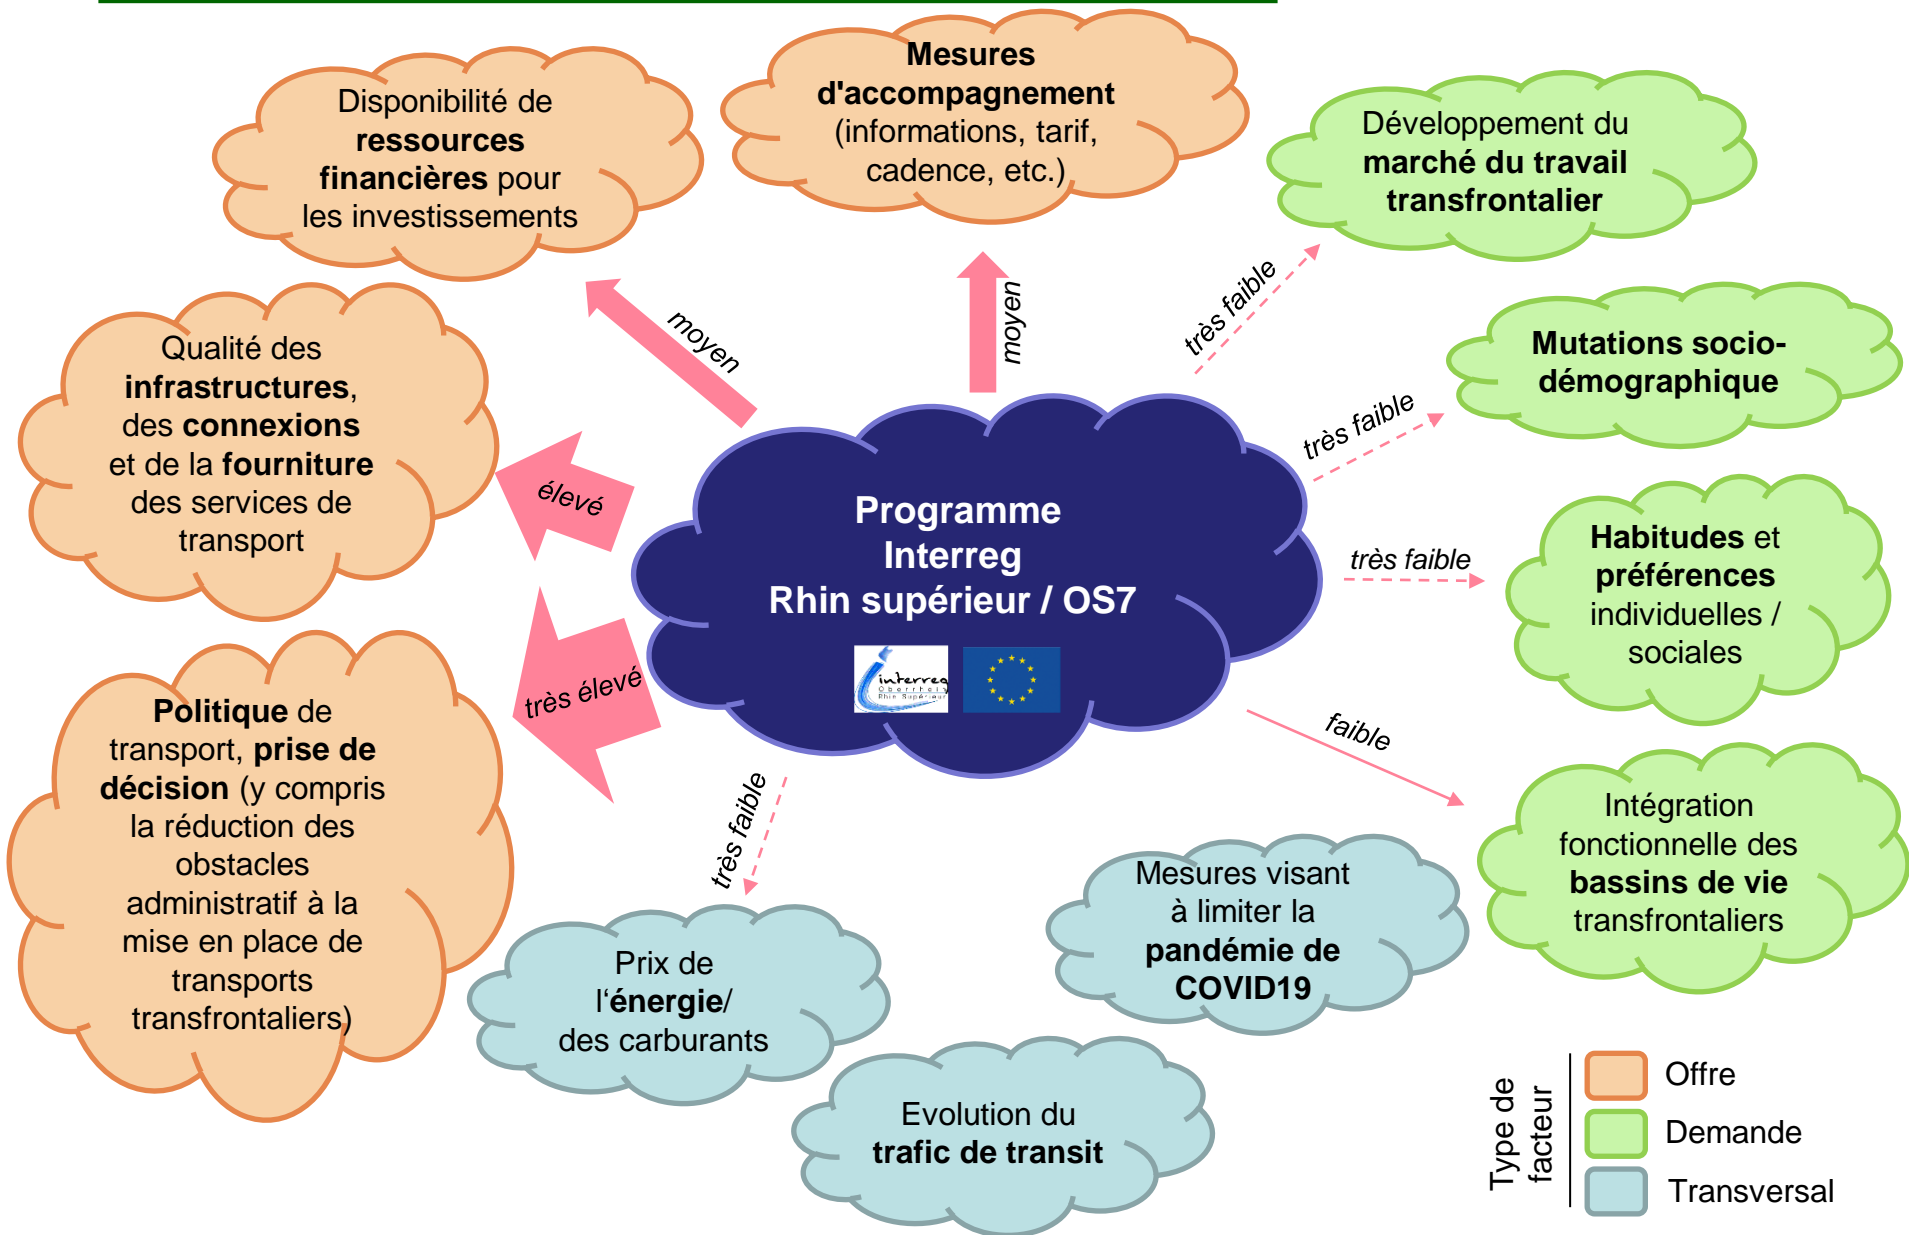 Disponibilité de
ressources
financières pour
les investissements
Mesures
d'accompagnement
(informations, tarif,
cadence, etc.)
Développement du
marché du travail
transfrontalier
Mutations socio-
démographique
Habitudes et
préférences
individuelles /
sociales
Intégration
fonctionnelle des
bassins de vie
transfrontaliers
Qualité des
infrastructures,
des connexions
et de la fourniture
des services de
transport
Politique de
transport, prise de
décision (y compris
la réduction des
obstacles
administratif à la
mise en place de
transports
transfrontaliers)
moyen
moyen
très faible
très faible
très faible
faible
élevé
très élevé
très faible
Programme
Interreg
Rhin supérieur / OS7
interreg
Oberrhein
Rhin Supérieur
Mesures visant
à limiter la
pandémie de
COVID19
Prix de
l‘énergie/
des carburants
Evolution du
trafic de transit
Type de
facteur
Offre
Demande
Transversal